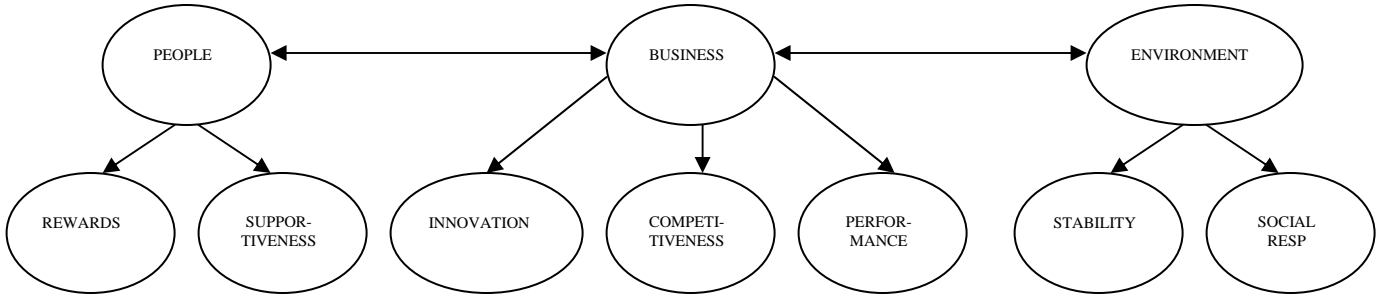 PEOPLE
BUSINESS
ENVIRONMENT
REWARDS
SUPPOR-
TIVENESS
INNOVATION
COMPETI-
TIVENESS
PERFOR-
MANCE
STABILITY
SOCIAL
RESP